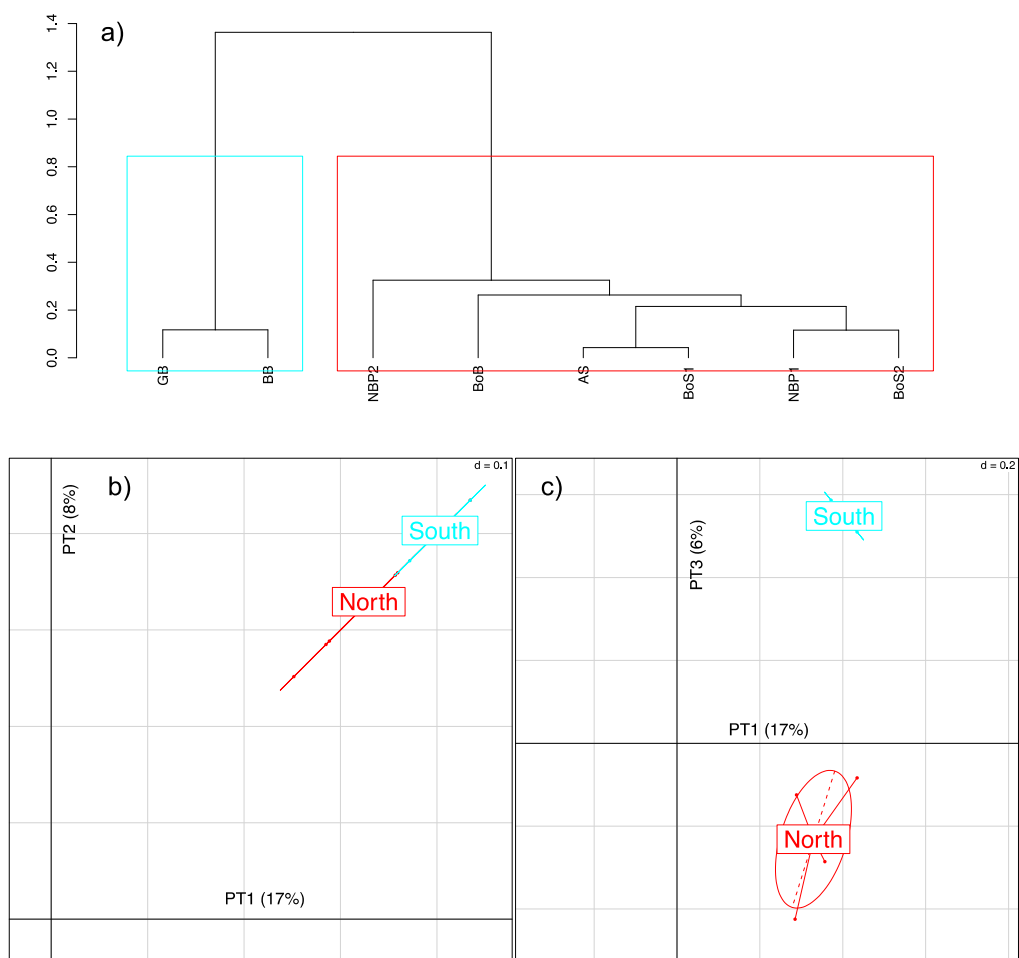 a)
1.4
1.2
1.0
0.8
0.6
0.4
0.2
0.0
GB
BB
NBP2
BoB
AS
BoS1
NBP1
BoS2
b)
d = 0.1
PT2 (8%)
South
North
PT1 (17%)
c)
d = 0.2
South
PT3 (6%)
PT1 (17%)
North